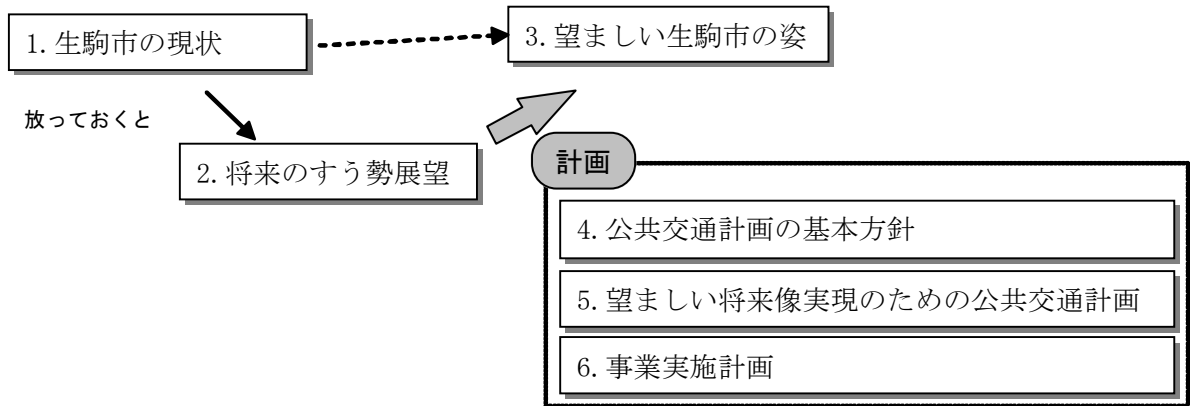 1.生駒市の現状
3.望ましい生駒市の姿
放っておくと
2.将来のすう勢展望
計画
4.公共交通計画の基本方針
5.望ましい将来像実現のための公共交通計画
6.事業実施計画